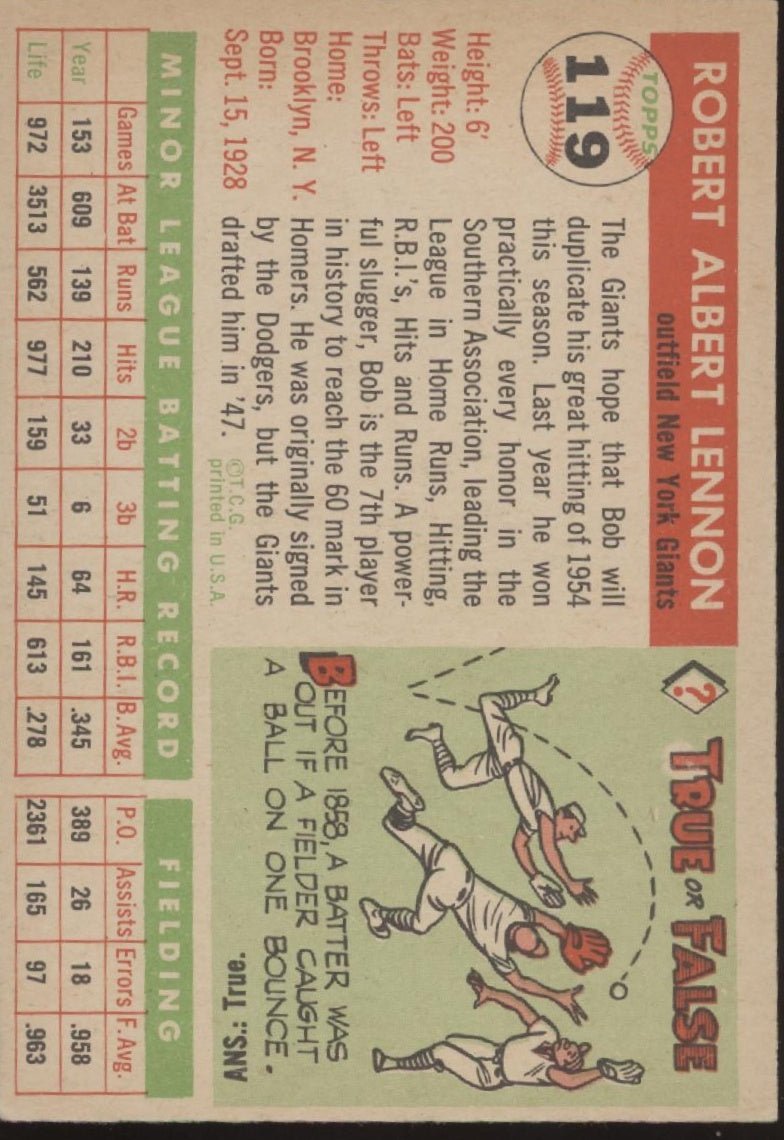 ROBERT ALBERT LENNON
outfield New York Giants
TOPPS
119
Height: 6'
Weight: 200
Bats: Left
Throws: Left
Home:
Brooklyn, N. Y.
Born:
Sept. 15, 1928
The Giants hope that Bob will
duplicate his great hitting of 1954
this season. Last year he won
practically every honor in the
Southern Association, leading the
League in Home Runs, Hitting,
R.B.I.'s, Hits and Runs. A power-
ful slugger, Bob is the 7th player
in history to reach the 60 mark in
Homers. He was originally signed
by the Dodgers, but the Giants
drafted him in '47.
©T.C.G.
printed in U.S.A.
?
TRUE OR FALSE
BEFORE 1858, A BATTER WAS
OUT IF A FIELDER CAUGHT
A BALL ON ONE BOUNCE.
ANS.: True.
MINOR LEAGUE BATTING RECORD
FIELDING
Games At Bat Runs Hits 2b 3b H.R. R.B.I. B.Avg. P.O. Assists Errors F. Avg.
Year 153 609 139 210 33 6 64 161 .345 389 26 18 .958
Life 972 3513 562 977 159 51 145 613 .278 2361 165 97 .963